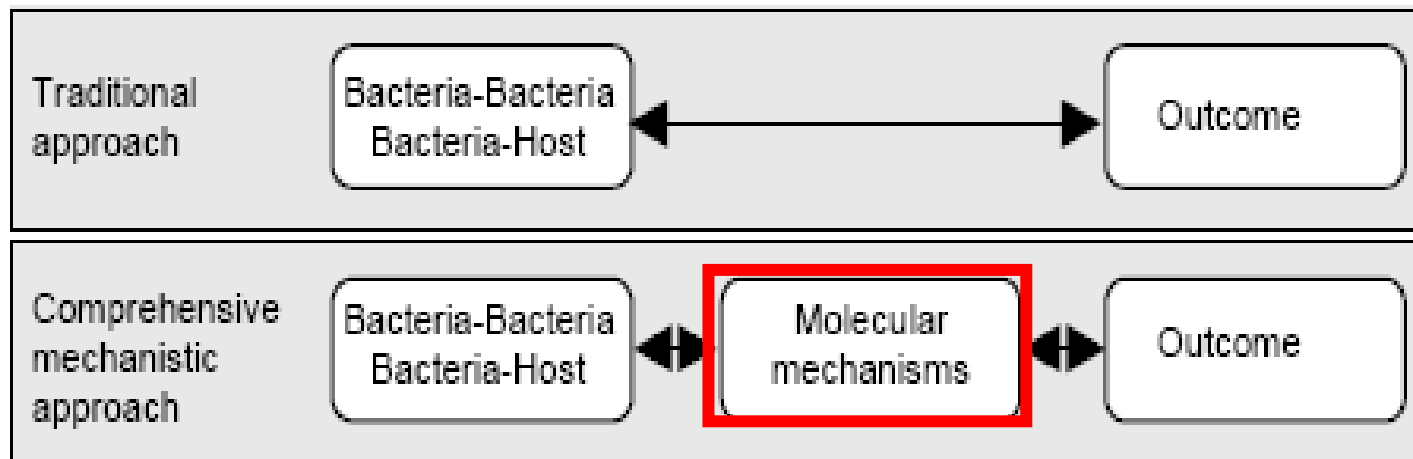 Traditional
approach
Bacteria-Bacteria
Bacteria-Host
Outcome
Comprehensive
mechanistic
approach
Bacteria-Bacteria
Bacteria-Host
Molecular
mechanisms
Outcome